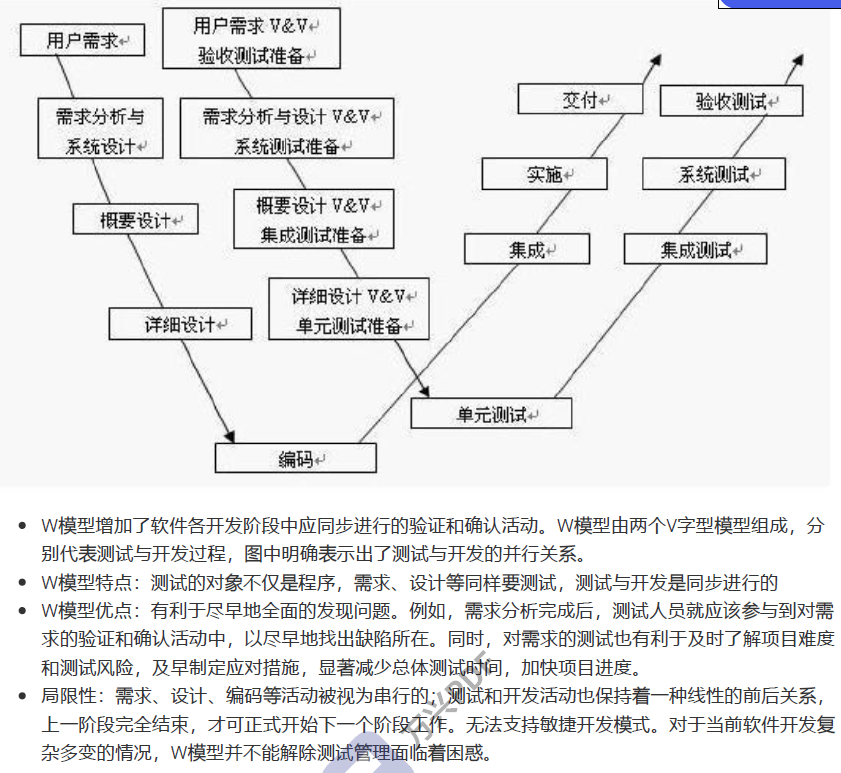 用户需求
用户需求 V&V
验收测试准备
需求分析与
系统设计
需求分析与设计 V&V
系统测试准备
交付
验收测试
概要设计
概要设计 V&V
集成测试准备
实施
系统测试
集成
集成测试
详细设计
详细设计 V&V
单元测试准备
单元测试
编码
W模型增加了软件各开发阶段中应同步进行的验证和确认活动。W模型由两个V字型模型组成，分
别代表测试与开发过程，图中明确表示出了测试与开发的并行关系。
W模型特点：测试的对象不仅是程序，需求、设计等同样要测试，测试与开发是同步进行的
W模型优点：有利于尽早地全面的发现问题。例如，需求分析完成后，测试人员就应该参与到对需
求的验证和确认活动中，以尽早地找出缺陷所在。同时，对需求的测试也有利于及时了解项目难度
和测试风险，及早制定应对措施，显著减少总体测试时间，加快项目进度。
局限性：需求、设计、编码等活动被视为串行的；测试和开发活动也保持着一种线性的前后关系，
上一阶段完全结束，才可正式开始下一个阶段工作。无法支持敏捷开发模式。对于当前软件开发复
杂多变的情况，W模型并不能解除测试管理面临着困惑。
万兴PDF